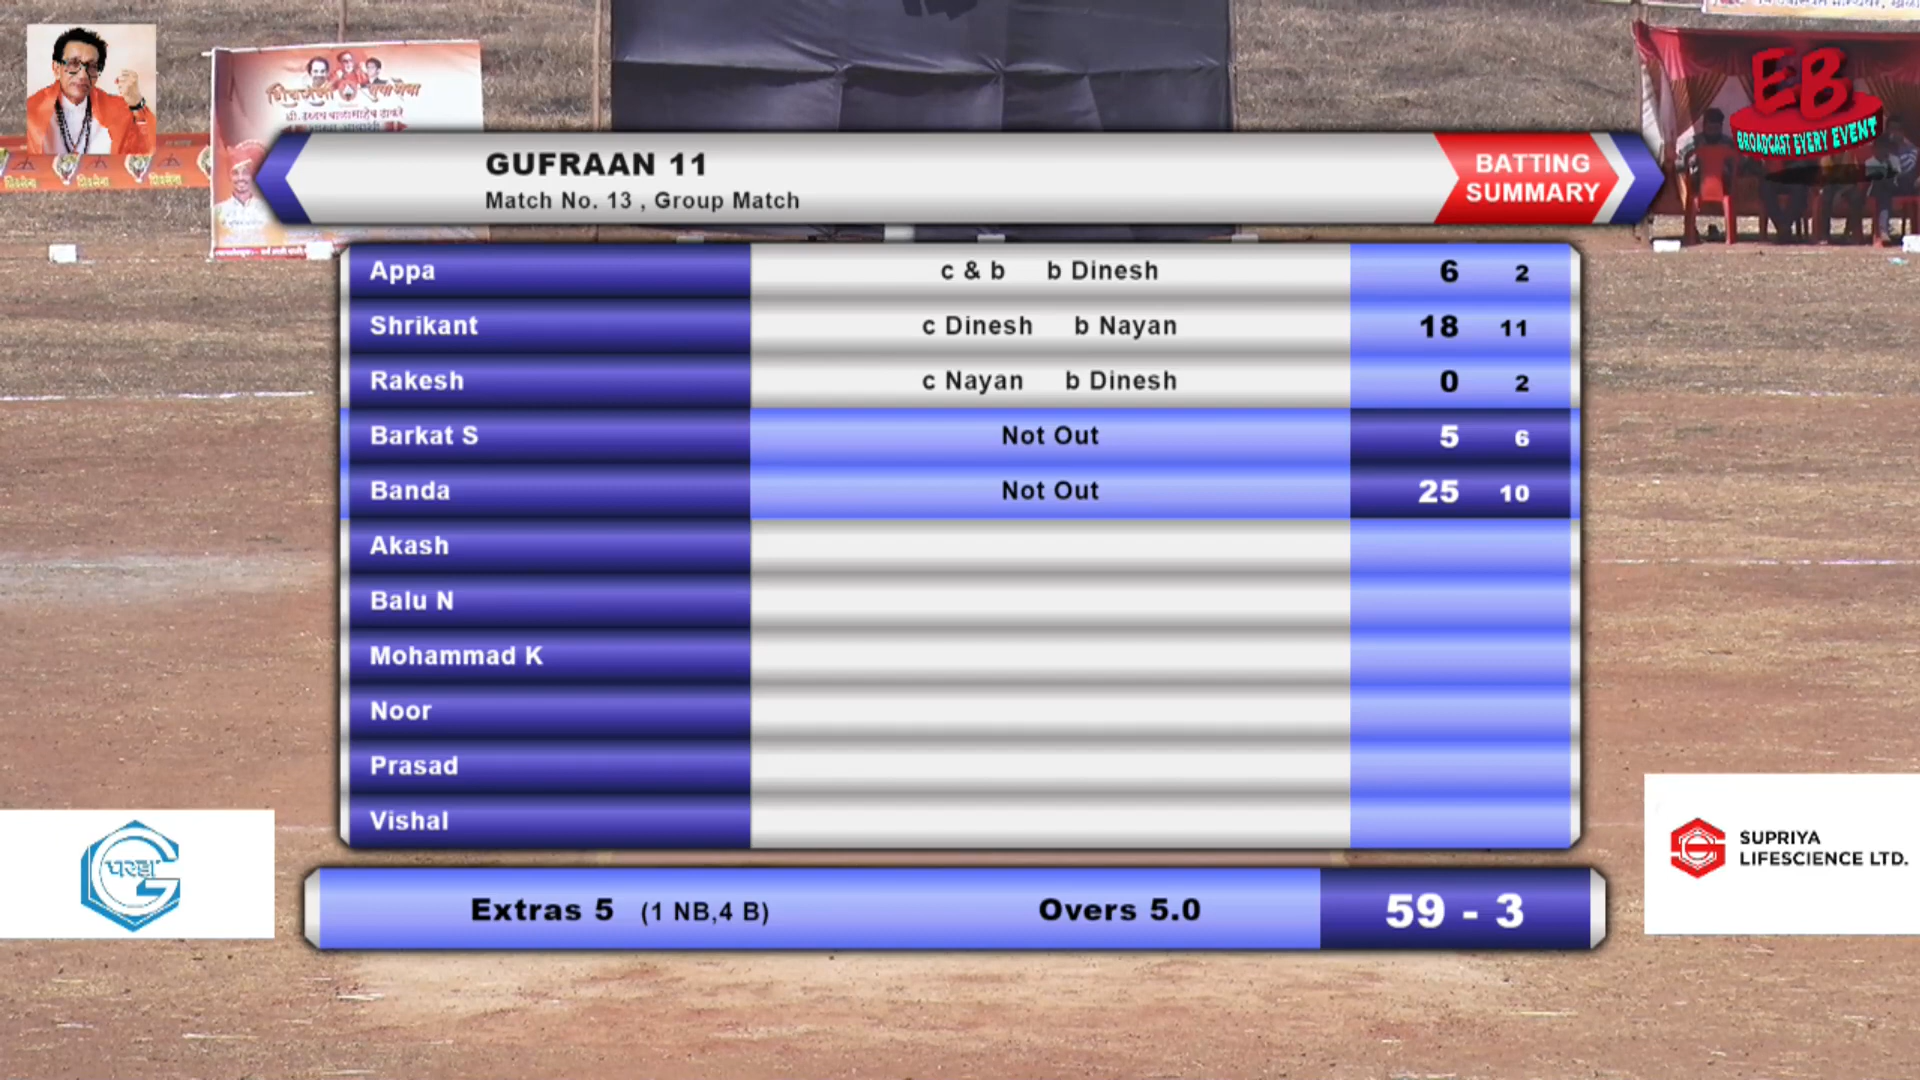 शिवसेना युवासेना
EB
BROADCAST EVERY EVENT
GUFRAAN 11
Match No. 13 , Group Match
BATTING
SUMMARY
Appa c & b b Dinesh 6 2
Shrikant c Dinesh b Nayan 18 11
Rakesh c Nayan b Dinesh 0 2
Barkat S Not Out 5 6
Banda Not Out 25 10
Akash
Balu N
Mohammad K
Noor
Prasad
Vishal
Extras 5 (1 NB,4 B) Overs 5.0 59 - 3
SUPRIYA
LIFESCIENCE LTD.